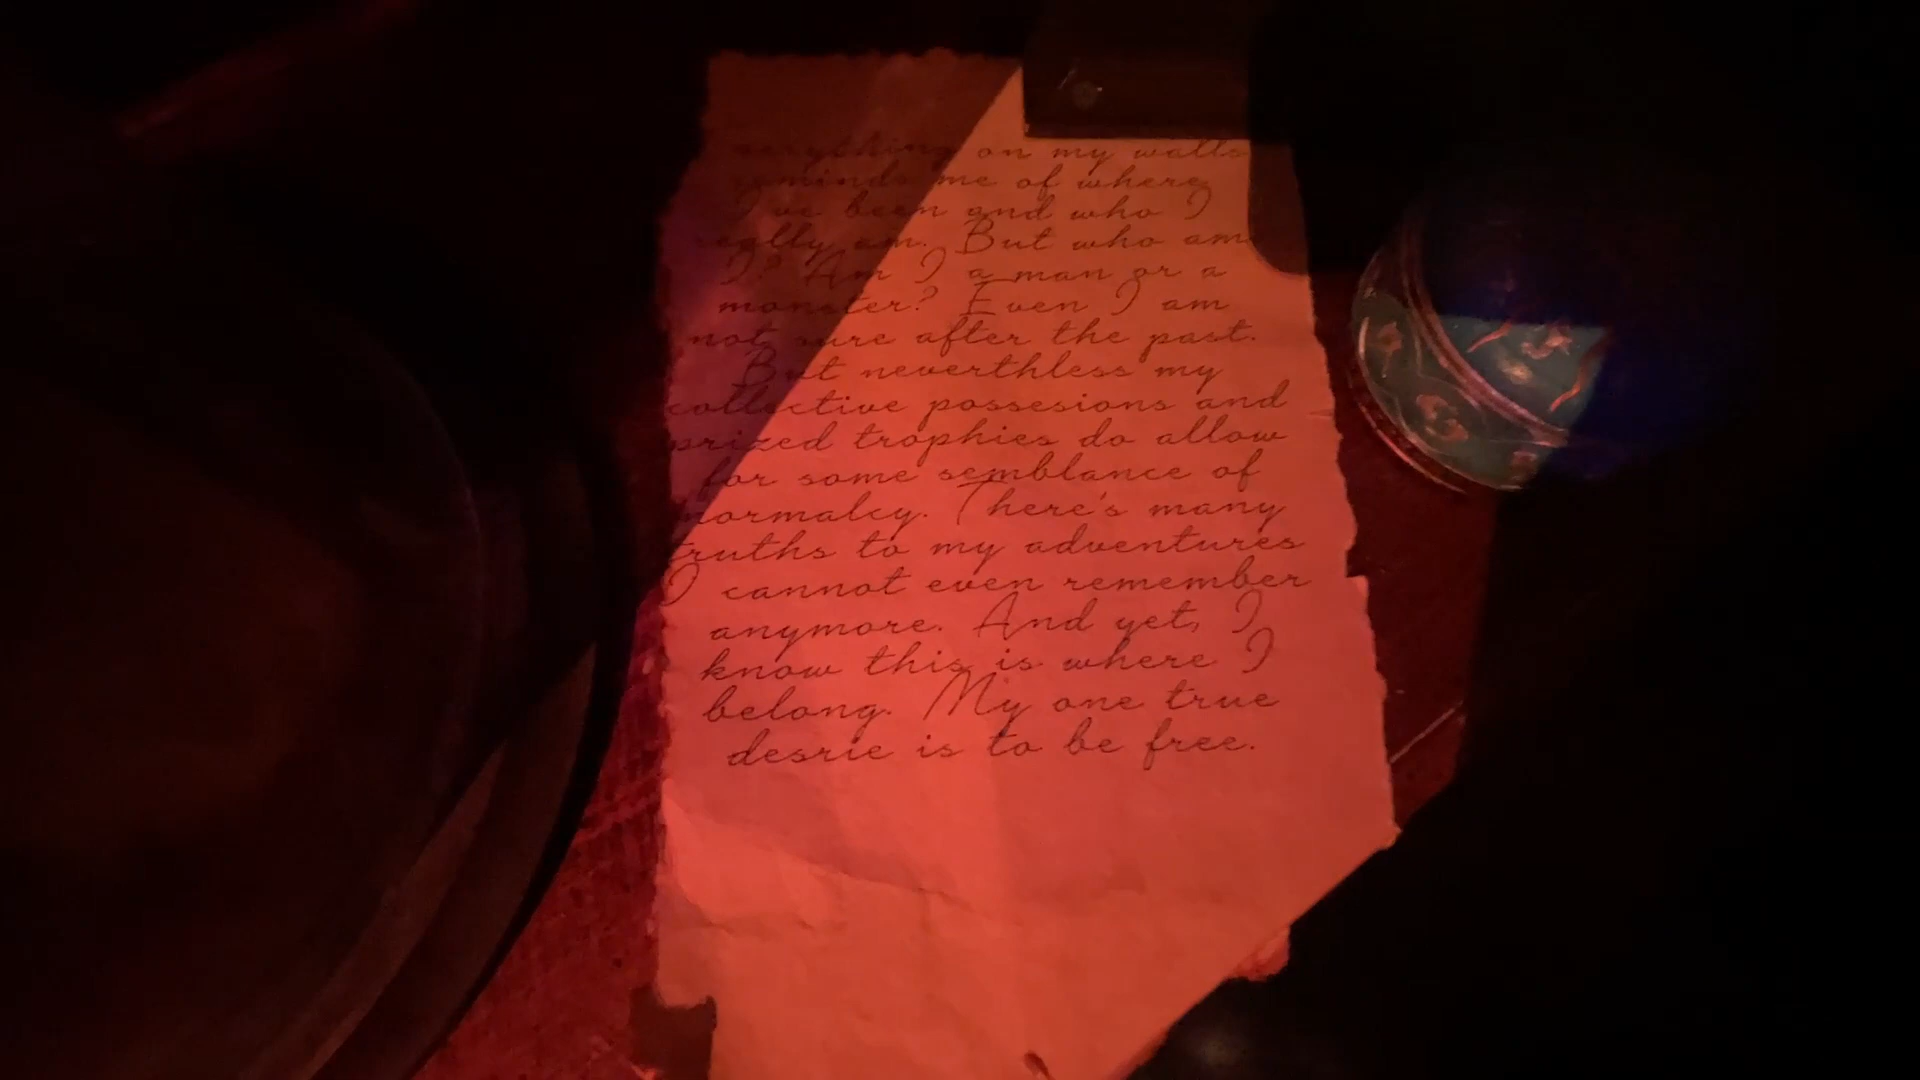 everything on my walls
reminds me of where
I've been and who I
really am. But who am
I? Am I a man or a
monster? Even I am
not sure after the past.
But nevertheless my
collective possesions and
prized trophies do allow
for some semblance of
normalcy. There's many
truths to my adventures
I cannot even remember
anymore. And yet, I
know this is where I
belong. My one true
desrie is to be free.